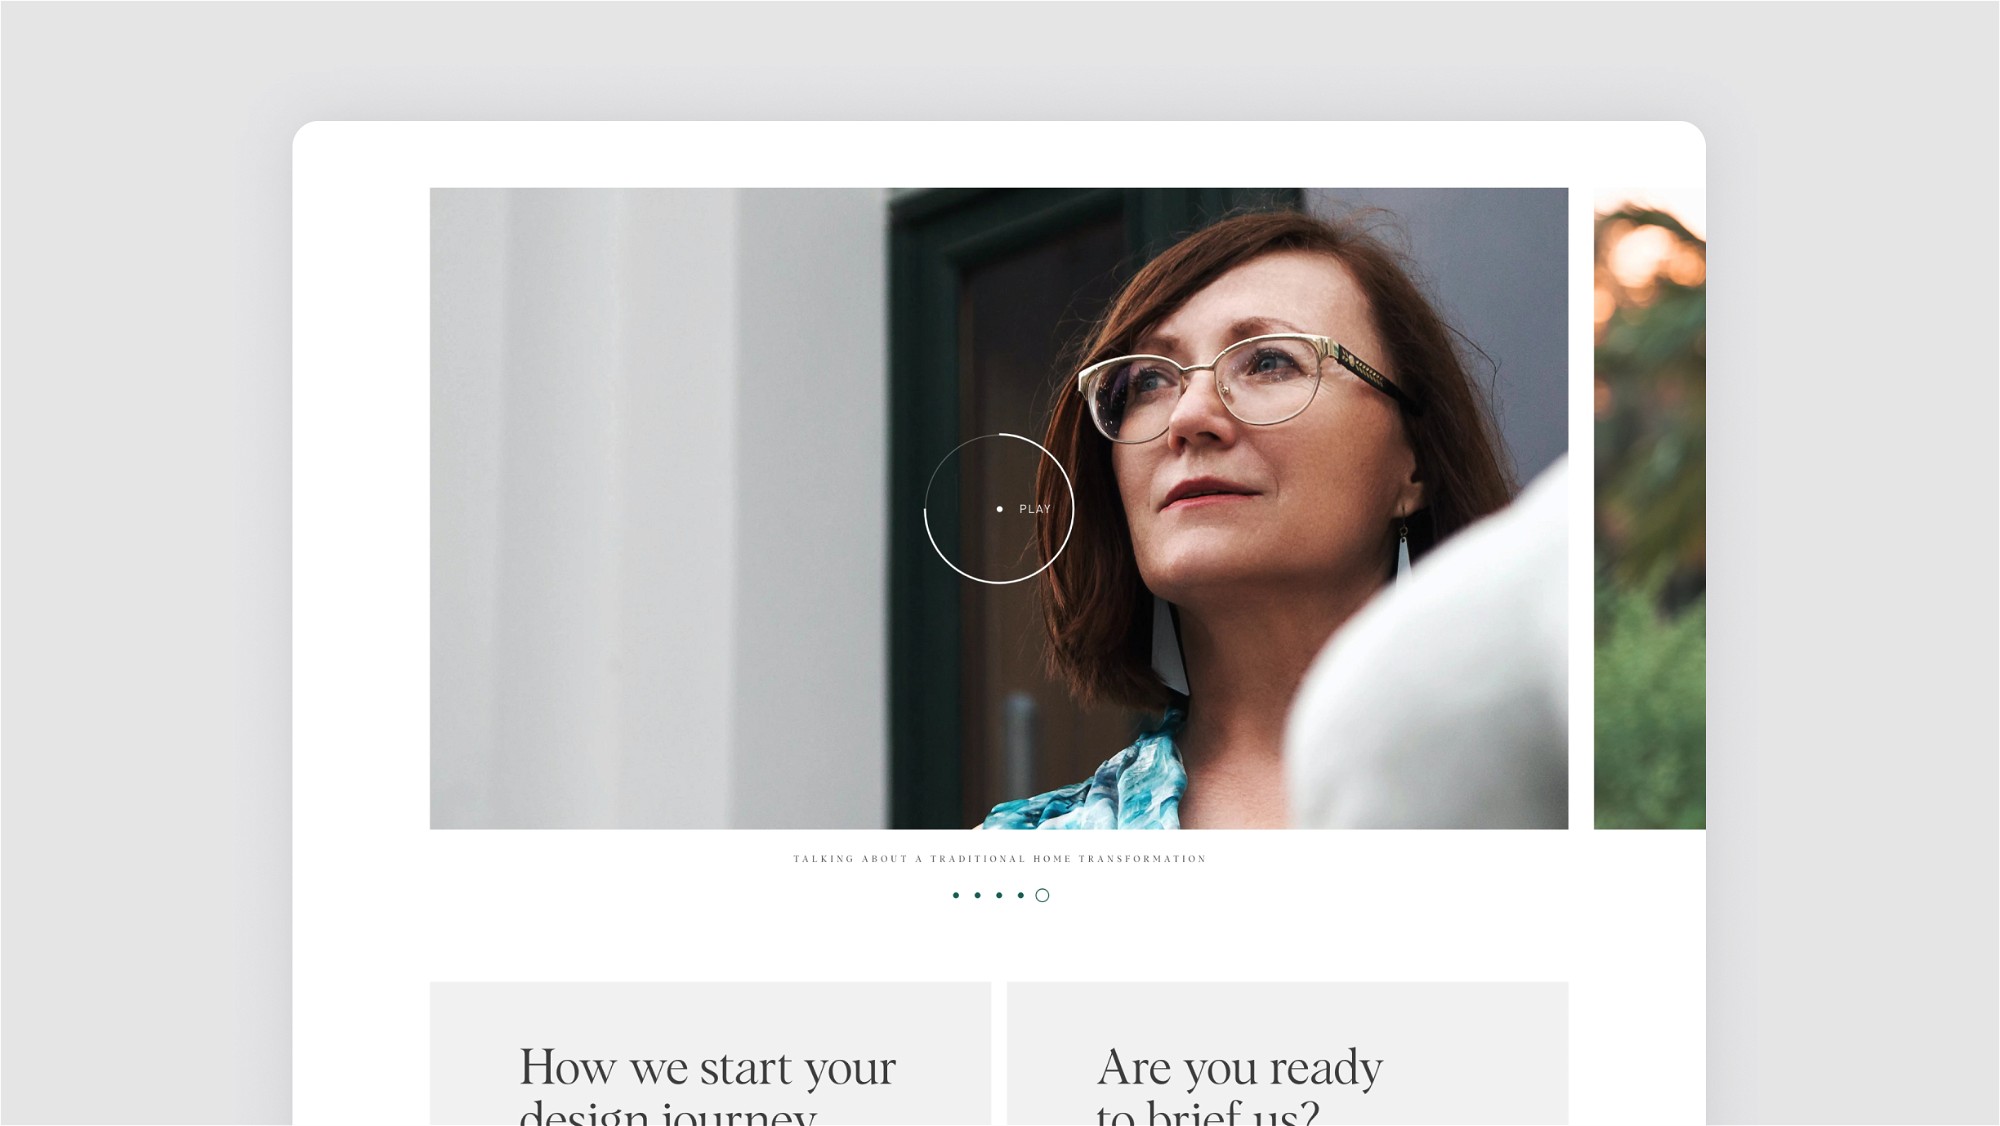 PLAY
TALKING ABOUT A TRADITIONAL HOME TRANSFORMATION
How we start your
design journey
Are you ready
to brief us?